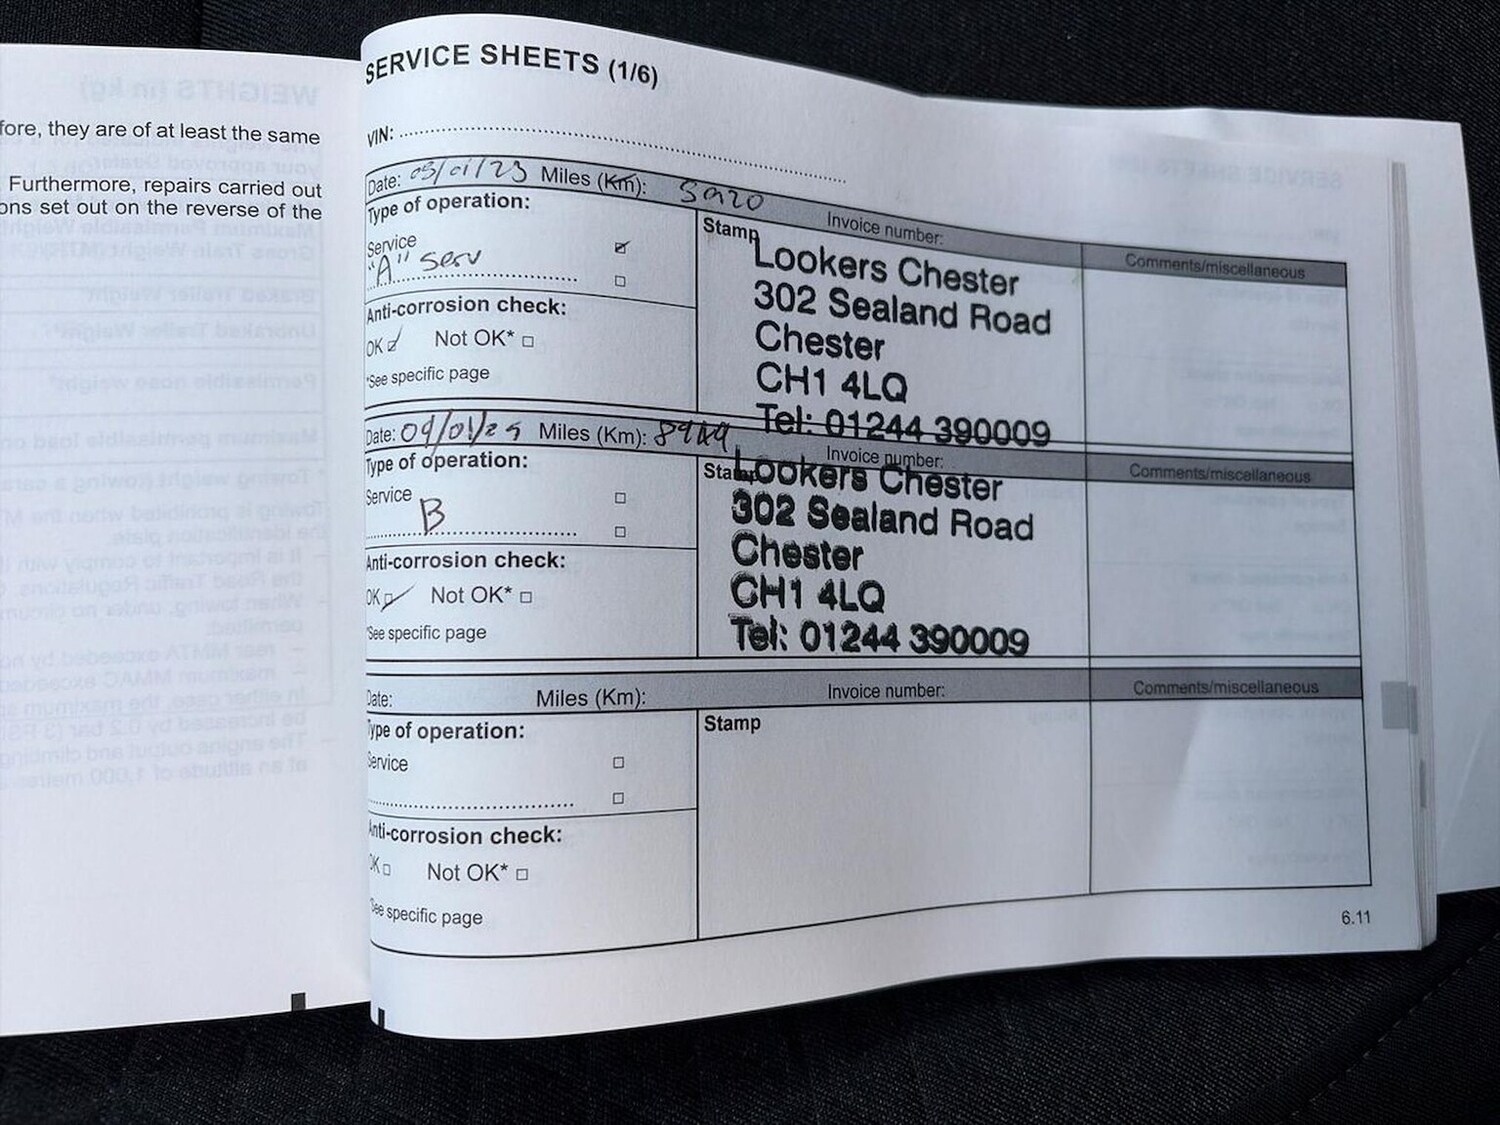 fore, they are of at least the same
Furthermore, repairs carried out
ons set out on the reverse of the
SERVICE SHEETS (1/6)
VIN:
Date: 03/01/23 Miles (Km): 5920 Invoice number: Comments/miscellaneous
Type of operation:
Service
"A" Serv
Anti-corrosion check:
OK Not OK*
*See specific page
Stamp
Lookers Chester
302 Sealand Road
Chester
CH1 4LQ
Tel: 01244 390009
Date: 09/01/25 Miles (Km): Invoice number: Comments/miscellaneous
Type of operation:
Service
B
Anti-corrosion check:
OK Not OK*
*See specific page
Stamp
Lookers Chester
302 Sealand Road
Chester
CH1 4LQ
Tel: 01244 390009
Date: Miles (Km): Invoice number: Comments/miscellaneous
Type of operation:
Service
Anti-corrosion check:
OK Not OK*
*See specific page
Stamp
6.11